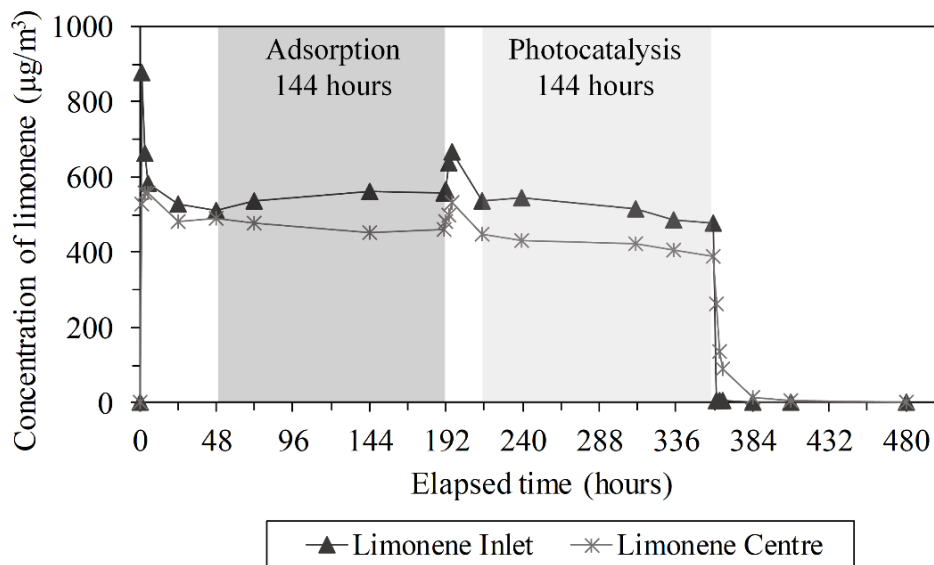 Concentration of limonene (µg/m³)
1000
800
600
400
200
0
Adsorption
144 hours
Photocatalysis
144 hours
0 48 96 144 192 240 288 336 384 432 480
Elapsed time (hours)
Limonene Inlet Limonene Centre